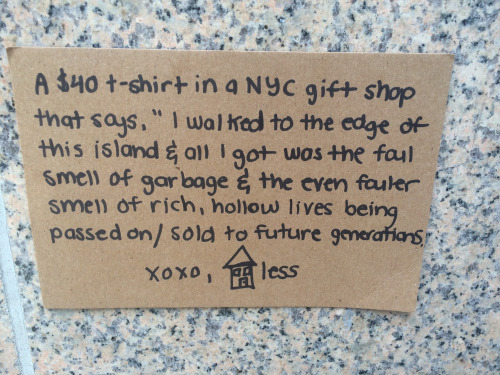 A $40 t-shirt in a NYC gift shop
that says, "I walked to the edge of
this island & all I got was the foul
smell of garbage & the even fouler
smell of rich, hollow lives being
passed on/sold to future generations.
xoxo, less